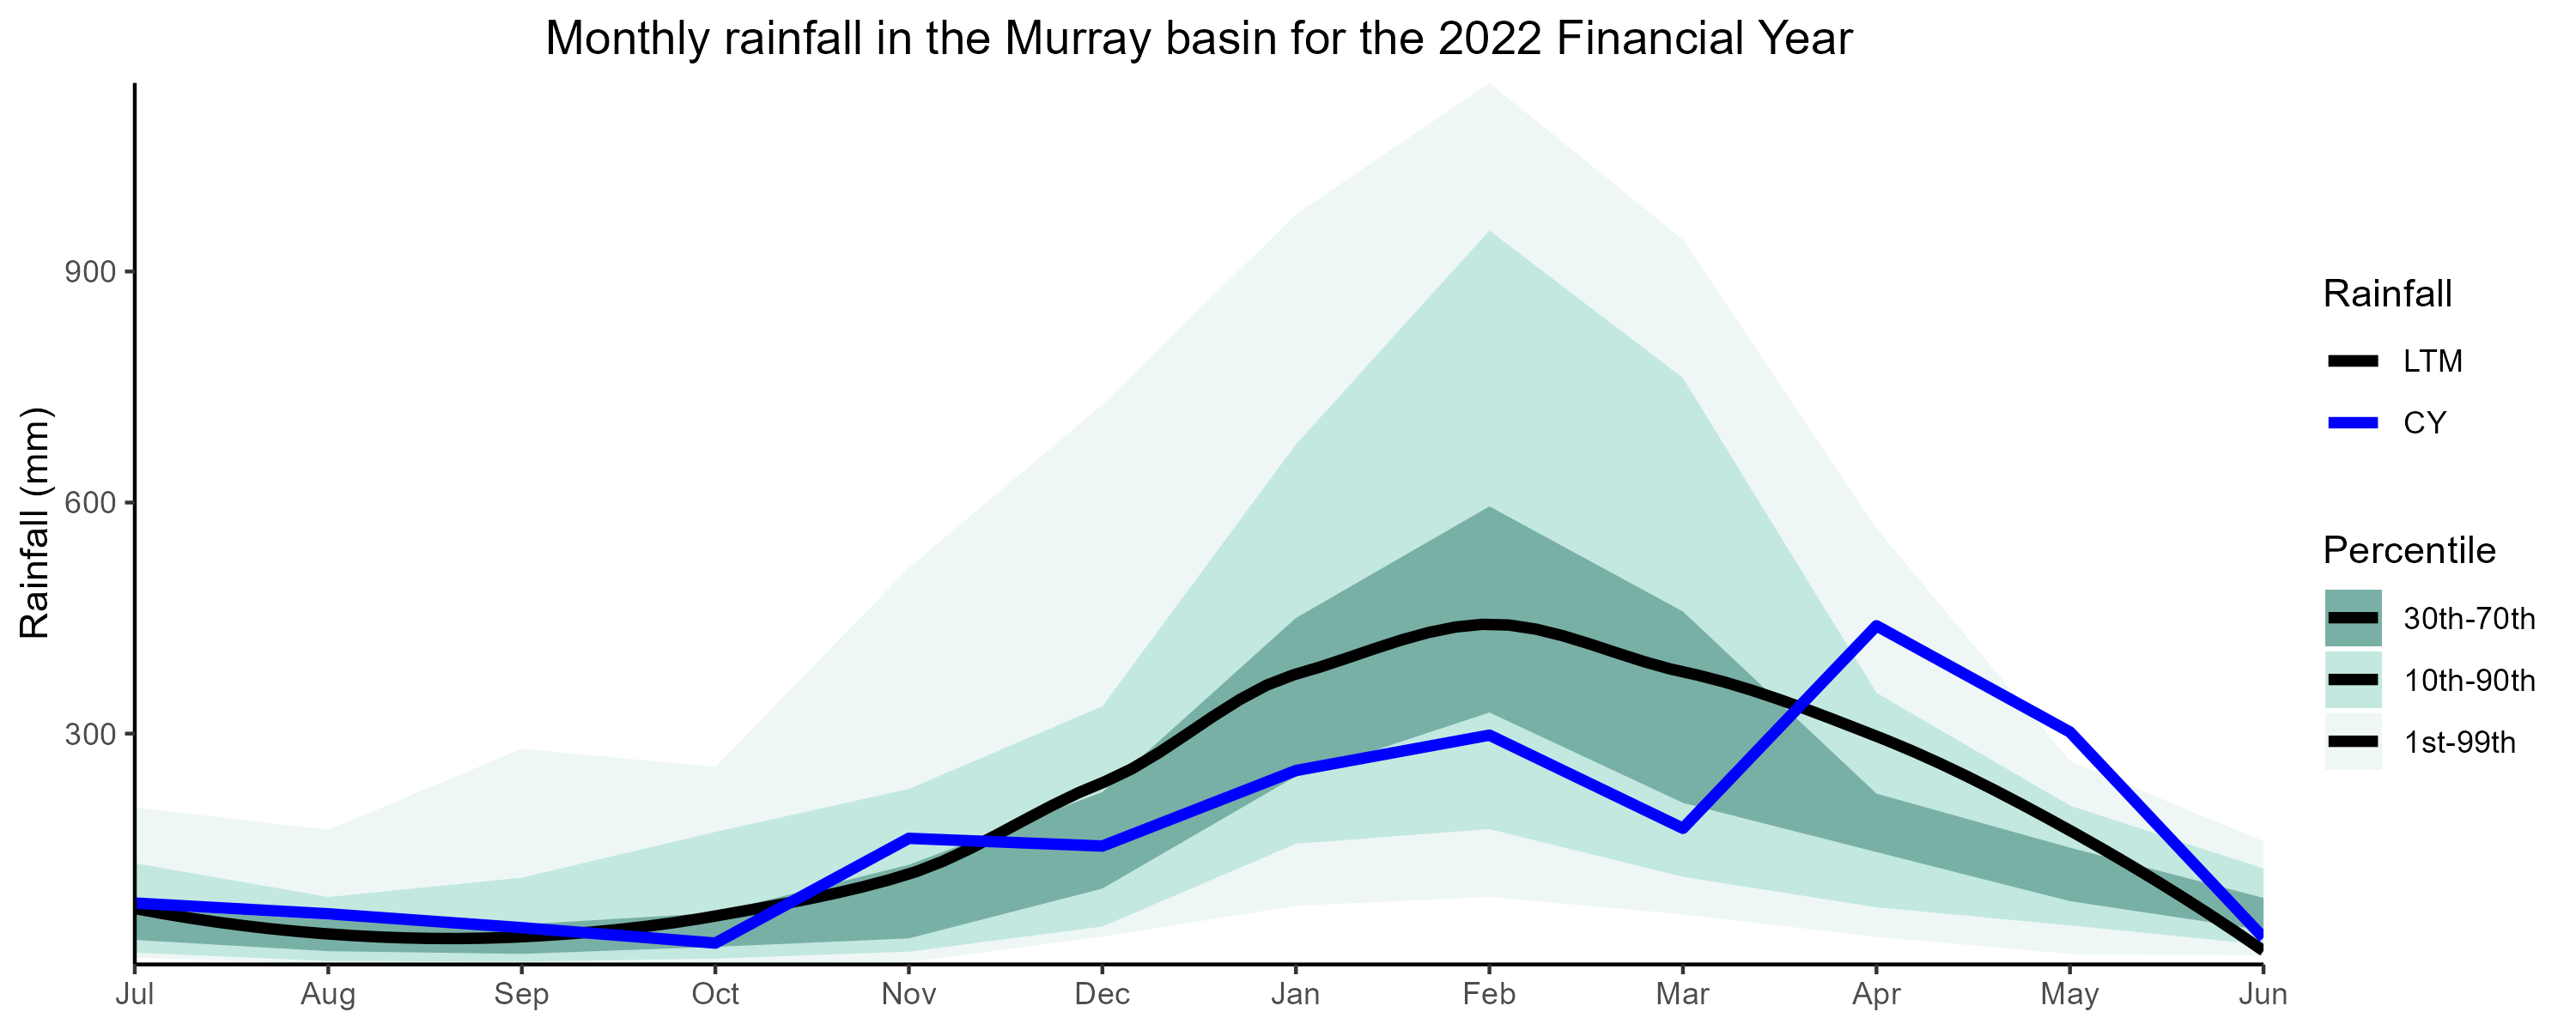 Monthly rainfall in the Murray basin for the 2022 Financial Year
Rainfall (mm)
900
600
300
Jul Aug Sep Oct Nov Dec Jan Feb Mar Apr May Jun
Rainfall
LTM
CY
Percentile
30th-70th
10th-90th
1st-99th